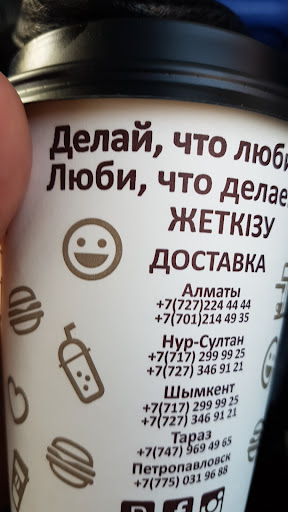 Делай, что
Люби, что
ЖЕТКІЗУ
ДОСТАВКА
Алматы
+7(727)224 44 44
+7(701)214 49 35
Нур-Султан
+7(717) 299 99 25
+7(727) 346 91 21
Шымкент
+7(717) 299 99 25
+7(727) 346 91 21
Тараз
+7(747) 969 49 65
Петропавловск
+7(775) 031 96 88